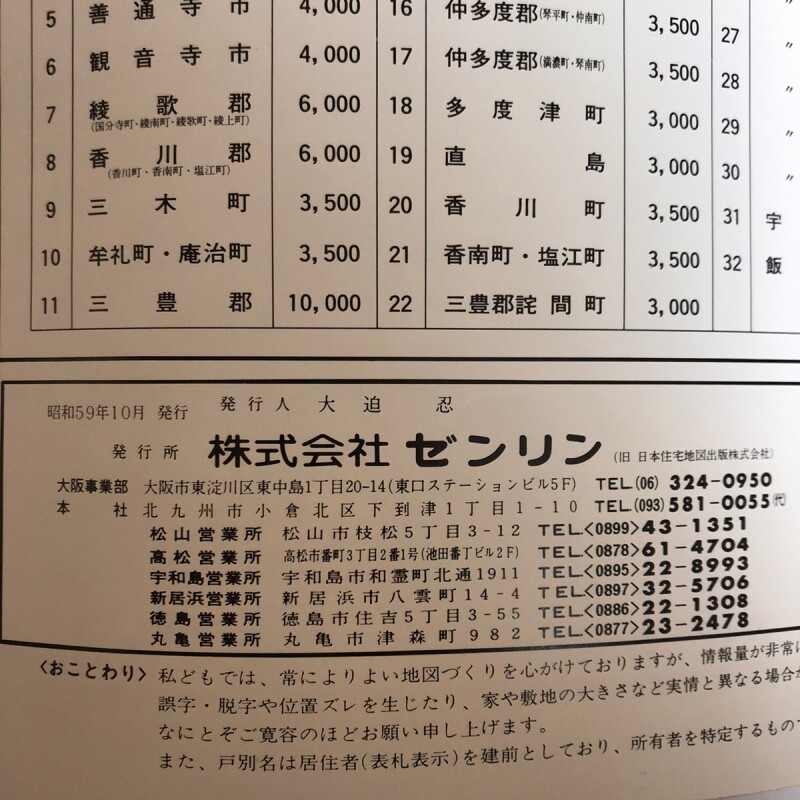 5 善通寺市 4,000 16 仲多度郡(琴平町・仲南町) 3,500 27 〃
6 観音寺市 4,000 17 仲多度郡(満濃町・琴南町) 3,500 28 〃
7 綾歌郡 6,000 18 多度津町 3,000 29 〃
(国分寺町・綾南町・綾歌町・綾上町)
8 香川郡 6,000 19 直島 3,000 30 〃
(香川町・香南町・塩江町)
9 三木町 3,500 20 香川町 3,500 31 宇
10 牟礼町・庵治町 3,500 21 香南町・塩江町 3,500 32 飯
11 三豊郡 10,000 22 三豊郡詫間町 3,000
昭和59年10月 発行 発行人 大迫 忍
発行所 株式会社 ゼンリン (旧 日本住宅地図出版株式会社)
大阪事業部 大阪市東淀川区東中島1丁目20-14(東口ステーションビル5F) TEL.(06) 324-0950
本社 北九州市小倉北区下到津1丁目1-10 TEL.(093)581-0055(代)
松山営業所 松山市枝松5丁目3-12 TEL.<0899>43-1351
高松営業所 高松市番町3丁目2番1号(池田番丁ビル2F) TEL.<0878>61-4704
宇和島営業所 宇和島市和霊町北通1911 TEL.<0895>22-8993
新居浜営業所 新居浜市八雲町14-4 TEL.<0897>32-5706
徳島営業所 徳島市住吉5丁目3-55 TEL.<0886>22-1308
丸亀営業所 丸亀市津森町982 TEL.<0877>23-2478
〈おことわり〉私どもでは、常によりよい地図づくりを心がけておりますが、情報量が非常に
誤字・脱字や位置ズレを生じたり、家や敷地の大きさなど実情と異なる場合が
なにとぞご寛容のほどお願い申し上げます。
また、戸別名は居住者(表札表示)を建前としており、所有者を特定するもので